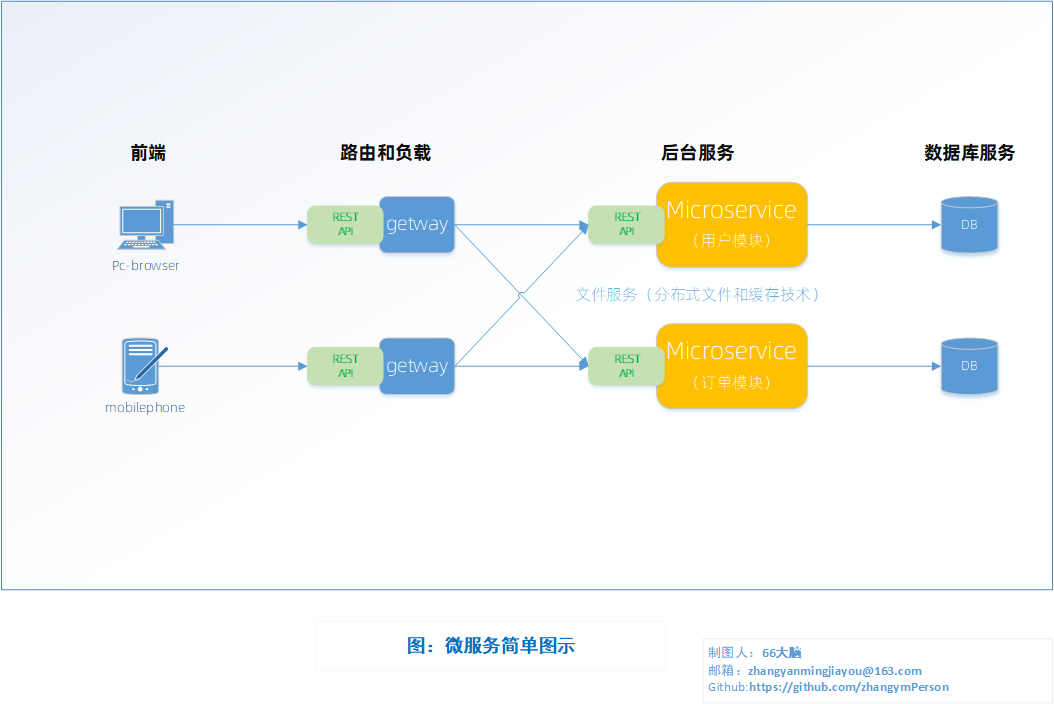 前端
路由和负载
后台服务
数据库服务
REST
API
getway
REST
API
Microservice
（用户模块）
DB
Pc-browser
文件服务（分布式文件和缓存技术）
REST
API
getway
REST
API
Microservice
（订单模块）
DB
mobilephone
图：微服务简单图示
制图人：66大脑
邮箱：zhangyanmingjiayou@163.com
Github:https://github.com/zhangymPerson